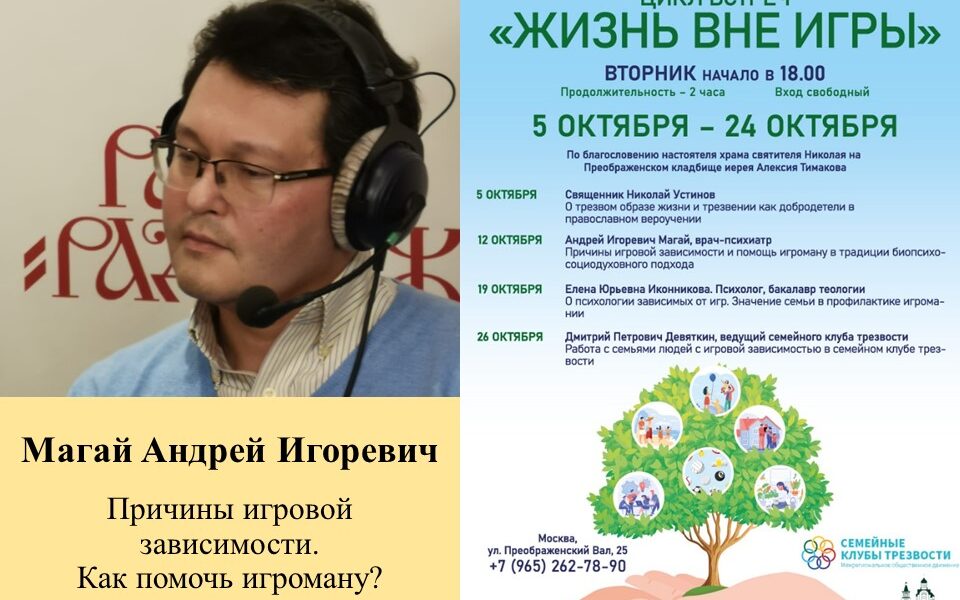 Магай Андрей Игоревич
Причины игровой
зависимости.
Как помочь игроману?
ЦИКЛ ВСТРЕЧ
«ЖИЗНЬ ВНЕ ИГРЫ»
ВТОРНИК НАЧАЛО В 18.00
Продолжительность – 2 часа Вход свободный
5 ОКТЯБРЯ – 24 ОКТЯБРЯ
По благословению настоятеля храма святителя Николая на
Преображенском кладбище иерея Алексия Тимакова
5 ОКТЯБРЯ Священник Николай Устинов
О трезвом образе жизни и трезвении как добродетели в
православном вероучении
12 ОКТЯБРЯ Андрей Игоревич Магай, врач-психиатр
Причины игровой зависимости и помощь игроману в традиции биопсихо-
социодуховного подхода
19 ОКТЯБРЯ Елена Юрьевна Иконникова. Психолог, бакалавр теологии
О психологии зависимых от игр. Значение семьи в профилактике игрома-
нии
26 ОКТЯБРЯ Дмитрий Петрович Девяткин, ведущий семейного клуба трезвости
Работа с семьями людей с игровой зависимостью в семейном клубе трез-
вости
Москва,
ул. Преображенский Вал, 25
+7 (965) 262-78-90
СЕМЕЙНЫЕ
КЛУБЫ ТРЕЗВОСТИ
Межрегиональное общественное движение